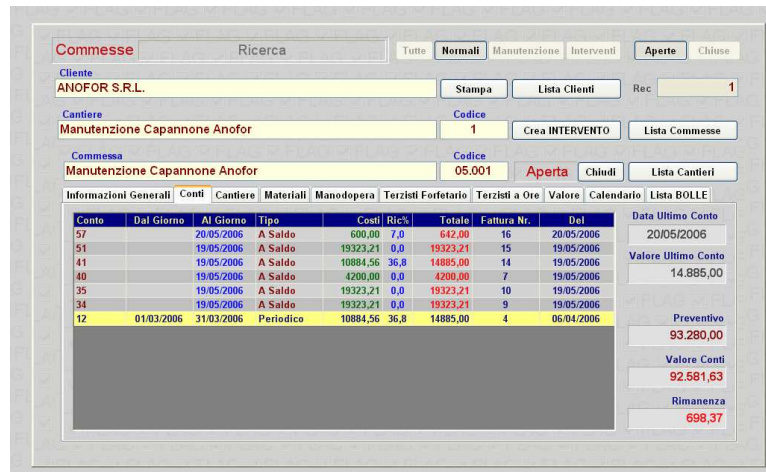 Commesse Ricerca Tutte Normali Manutenzione Interventi Aperte Chiuse
Cliente
ANOFOR S.R.L. Stampa Lista Clienti Rec 1
Cantiere Codice
Manutenzione Capannone Anofor 1 Crea INTERVENTO Lista Commesse
Commessa Codice
Manutenzione Capannone Anofor 05.001 Aperta Chiudi Lista Cantieri
Informazioni Generali Conti Cantiere Materiali Manodopera Terzisti Forfetario Terzisti a Ore Valore Calendario Lista BOLLE
Conto Dal Giorno Al Giorno Tipo Costi Ric% Totale Fattura Nr. Del
57 20/05/2006 A Saldo 600,00 7,0 642,00 16 20/05/2006
51 19/05/2006 A Saldo 19323,21 0,0 19323,21 15 19/05/2006
41 19/05/2006 A Saldo 10884,56 36,8 14885,00 14 19/05/2006
40 19/05/2006 A Saldo 4200,00 0,0 4200,00 7 19/05/2006
35 19/05/2006 A Saldo 19323,21 0,0 19323,21 10 19/05/2006
34 19/05/2006 A Saldo 19323,21 0,0 19323,21 9 19/05/2006
12 01/03/2006 31/03/2006 Periodico 10884,56 36,8 14885,00 4 06/04/2006
Data Ultimo Conto
20/05/2006
Valore Ultimo Conto
14.885,00
Preventivo
93.280,00
Valore Conti
92.581,63
Rimanenza
698,37